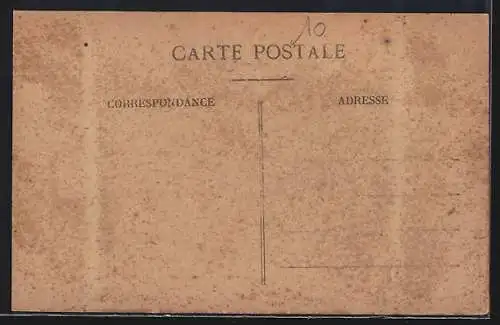 10
CARTE POSTALE
CORRESPONDANCE
ADRESSE